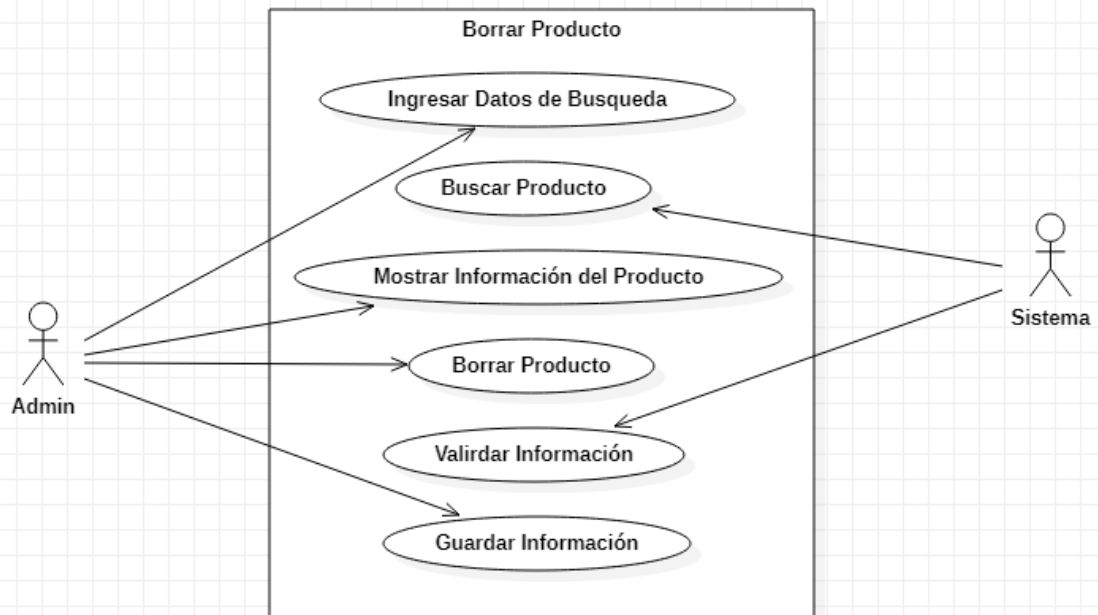 Borrar Producto
Ingresar Datos de Busqueda
Buscar Producto
Mostrar Información del Producto
Sistema
Borrar Producto
Admin
Valirdar Información
Guardar Información